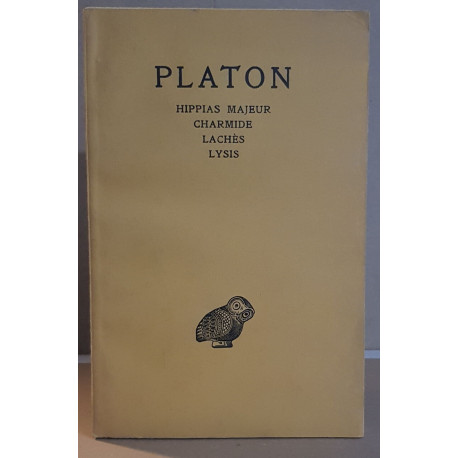 PLATON
HIPPIAS MAJEUR
CHARMIDE
LACHÈS
LYSIS